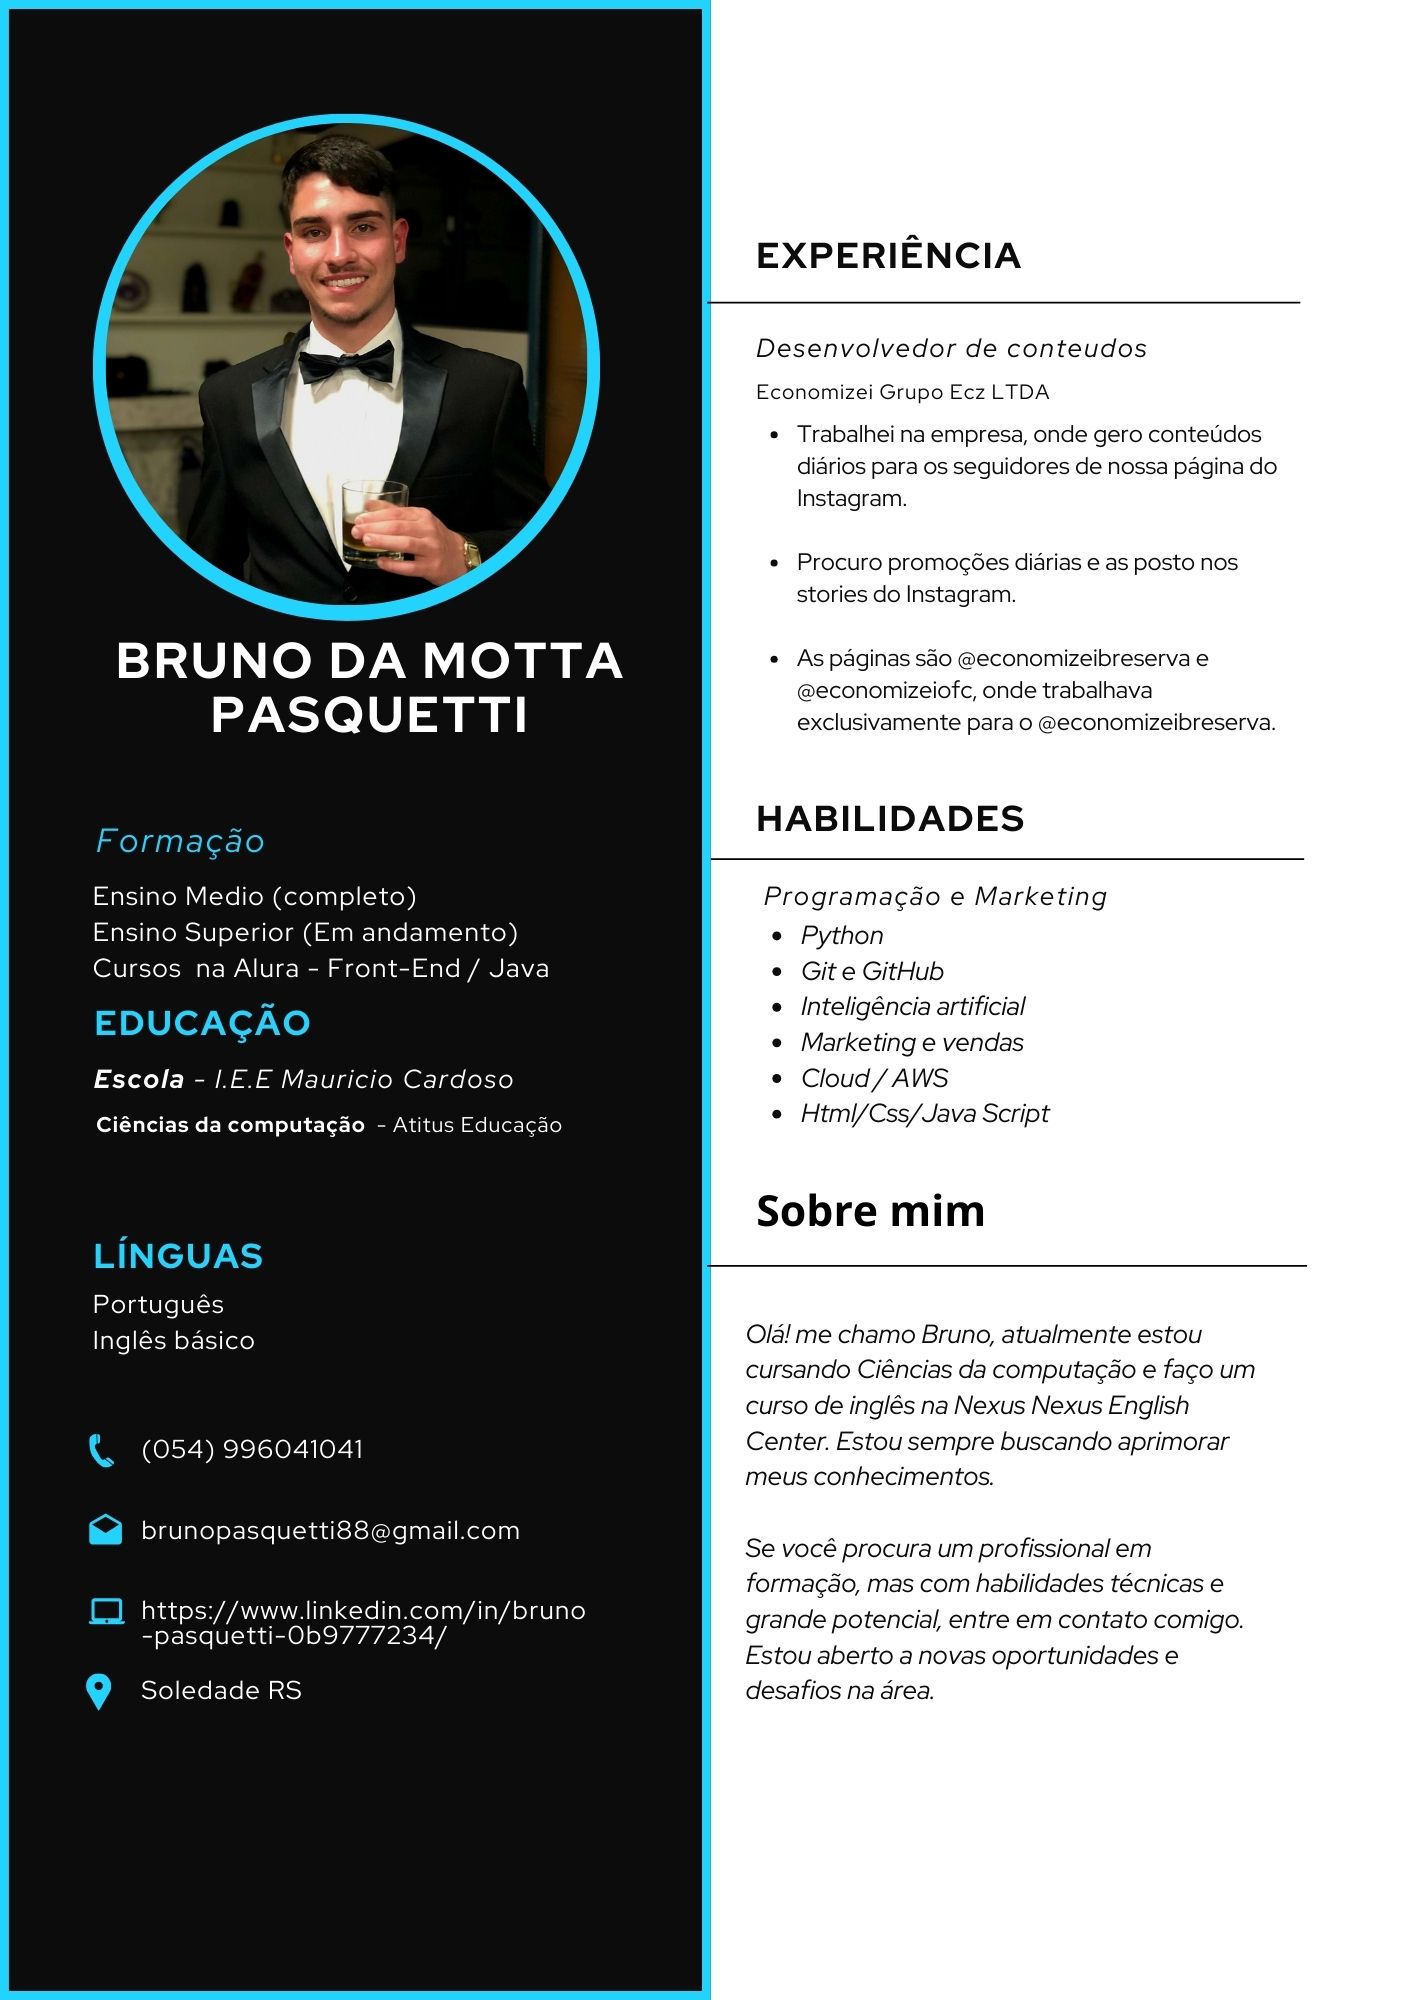 BRUNO DA MOTTA
PASQUETTI
Formação
Ensino Medio (completo)
Ensino Superior (Em andamento)
Cursos na Alura - Front-End / Java
EDUCAÇÃO
Escola - I.E.E Mauricio Cardoso
Ciências da computação - Atitus Educação
LÍNGUAS
Português
Inglês básico
(054) 996041041
brunopasquetti88@gmail.com
https://www.linkedin.com/in/bruno
-pasquetti-0b9777234/
Soledade RS
EXPERIÊNCIA
Desenvolvedor de conteudos
Economizei Grupo Ecz LTDA
• Trabalhei na empresa, onde gero conteúdos
diários para os seguidores de nossa página do
Instagram.
• Procuro promoções diárias e as posto nos
stories do Instagram.
• As páginas são @economizeibreserva e
@economizeiofc, onde trabalhava
exclusivamente para o @economizeibreserva.
HABILIDADES
Programação e Marketing
• Python
• Git e GitHub
• Inteligência artificial
• Marketing e vendas
• Cloud / AWS
• Html/Css/Java Script
Sobre mim
Olá! me chamo Bruno, atualmente estou
cursando Ciências da computação e faço um
curso de inglês na Nexus Nexus English
Center. Estou sempre buscando aprimorar
meus conhecimentos.
Se você procura um profissional em
formação, mas com habilidades técnicas e
grande potencial, entre em contato comigo.
Estou aberto a novas oportunidades e
desafios na área.